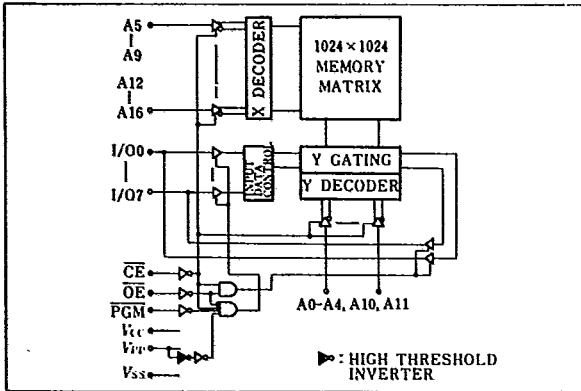 A5
A9
A12
A16
I/O0
I/O7
X DECODER
1024×1024
MEMORY
MATRIX
INPUT
DATA
CONTROL
Y GATING
Y DECODER
CE
OE
PGM
VCC
VPP
VSS
A0-A4, A10, A11
: HIGH THRESHOLD
INVERTER